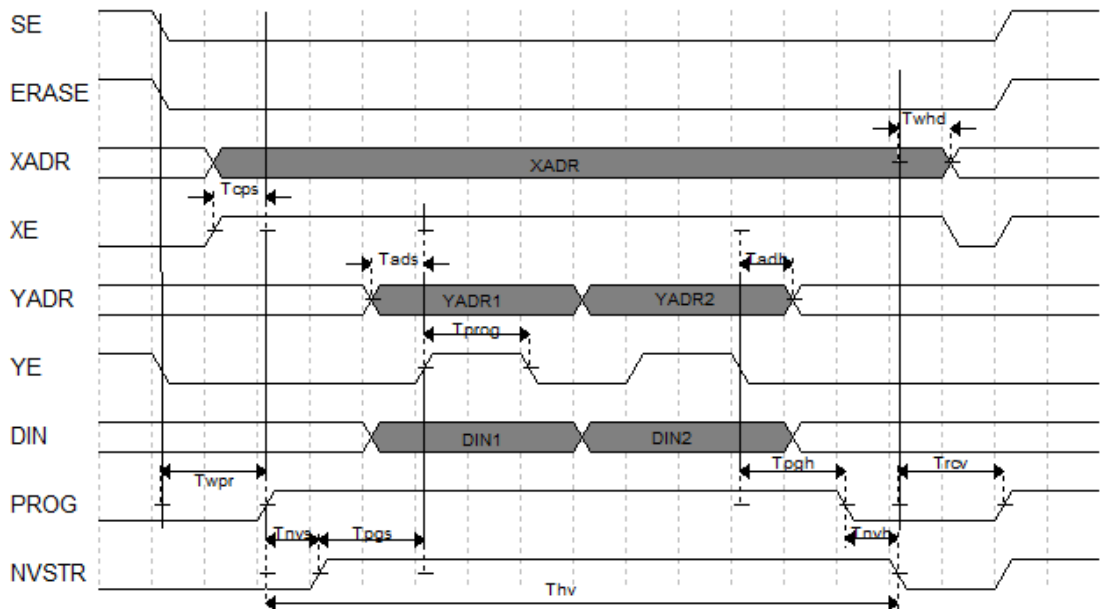 SE
ERASE
Twhd
XADR
XADR
Tcps
XE
Tads
Tadh
YADR
YADR1
YADR2
Tprog
YE
DIN
DIN1
DIN2
Twpr
Tpgh
Trcv
PROG
Tnvs
Tpgs
Tnvh
NVSTR
Thv